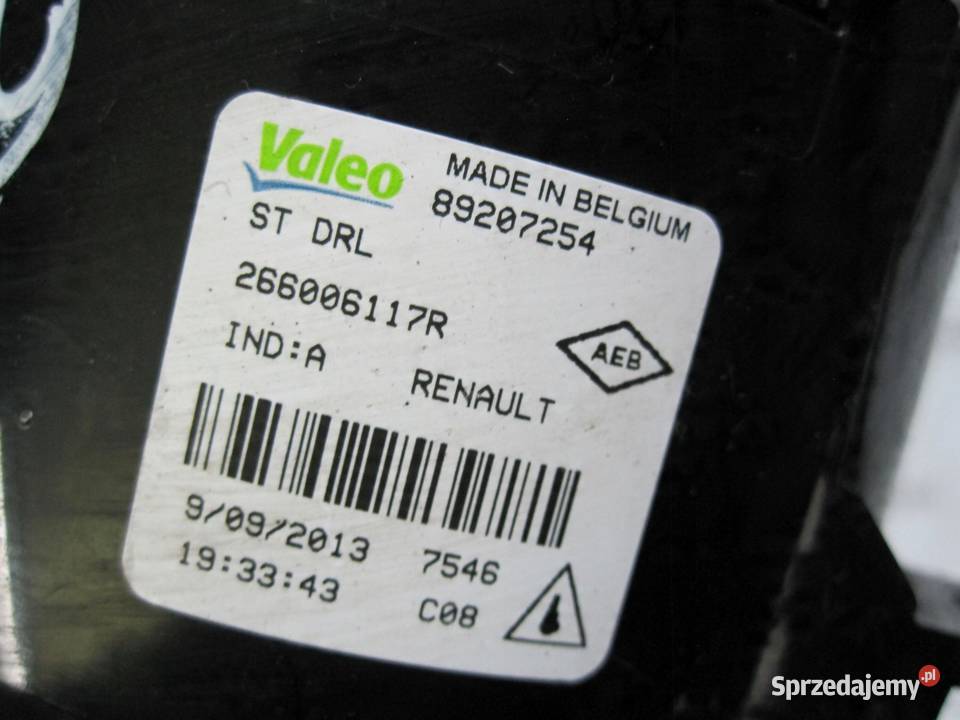 Valeo
MADE IN BELGIUM
89207254
ST DRL
266006117R
IND:A
AEB
RENAULT
9/09/2013
7546
19:33:43
C08
Sprzedajemy.pl